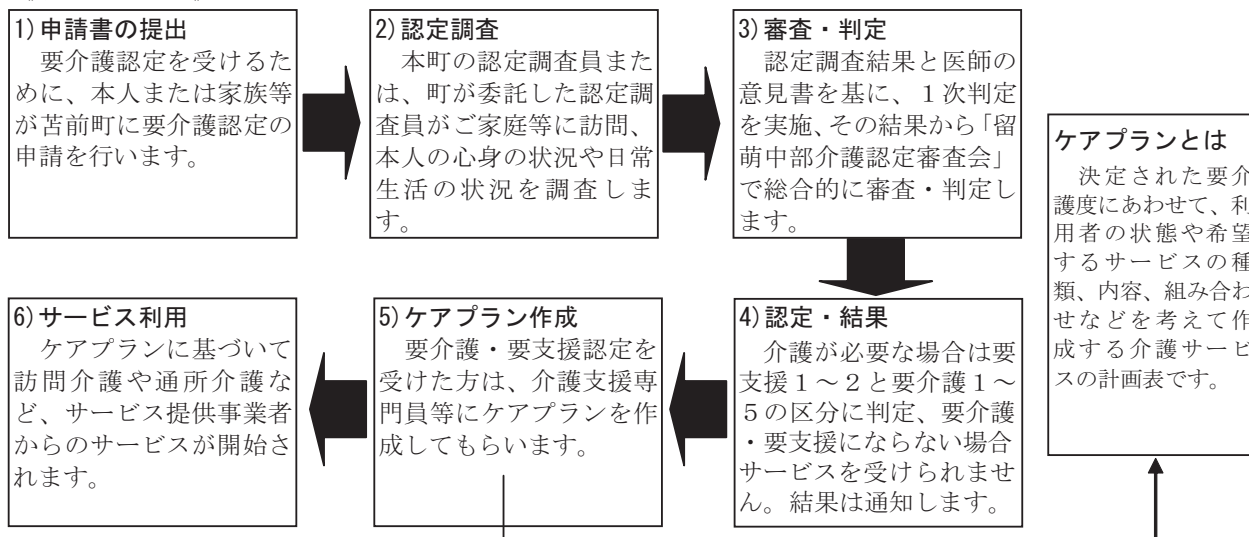 1)申請書の提出
　要介護認定を受けるた
めに、本人または家族等
が苫前町に要介護認定の
申請を行います。
2)認定調査
　本町の認定調査員また
は、町が委託した認定調
査員がご家庭等に訪問、
本人の心身の状況や日常
生活の状況を調査しま
す。
3)審査・判定
　認定調査結果と医師の
意見書を基に、１次判定
を実施、その結果から「留
萌中部介護認定審査会」
で総合的に審査・判定し
ます。
4)認定・結果
　介護が必要な場合は要
支援１～２と要介護１～
５の区分に判定、要介護
・要支援にならない場合
サービスを受けられませ
ん。結果は通知します。
5)ケアプラン作成
　要介護・要支援認定を
受けた方は、介護支援専
門員等にケアプランを作
成してもらいます。
6)サービス利用
　ケアプランに基づいて
訪問介護や通所介護な
ど、サービス提供事業者
からのサービスが開始さ
れます。
ケアプランとは
　決定された要介
護度にあわせて、利
用者の状態や希望
するサービスの種
類、内容、組み合わ
せなどを考えて作
成する介護サービ
スの計画表です。